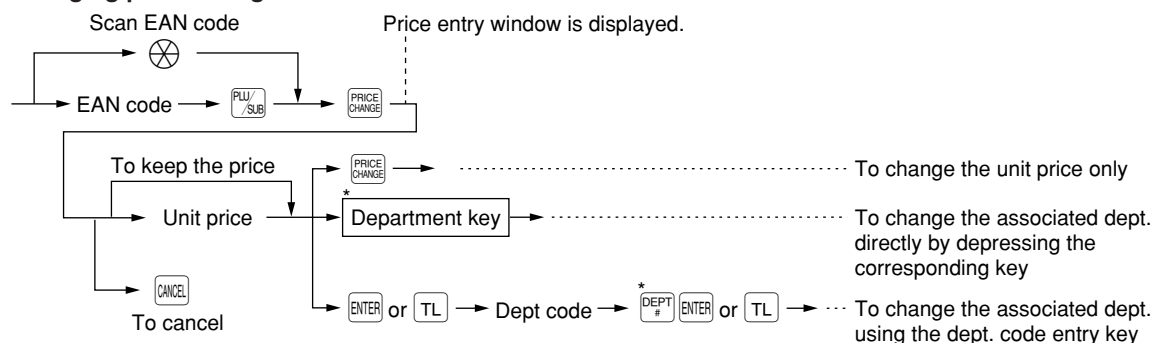 Scan EAN code
Price entry window is displayed.
EAN code PLU/SUB PRICE CHANGE
To keep the price
PRICE CHANGE To change the unit price only
Unit price * Department key To change the associated dept.
directly by depressing the
corresponding key
CANCEL
To cancel
ENTER or TL Dept code * DEPT # ENTER or TL To change the associated dept.
using the dept. code entry key